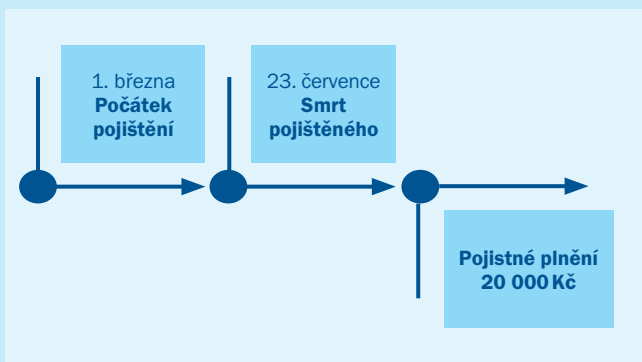 1. března
Počátek
pojištění
23. července
Smrt
pojištěného
Pojistné plnění
20 000 Kč